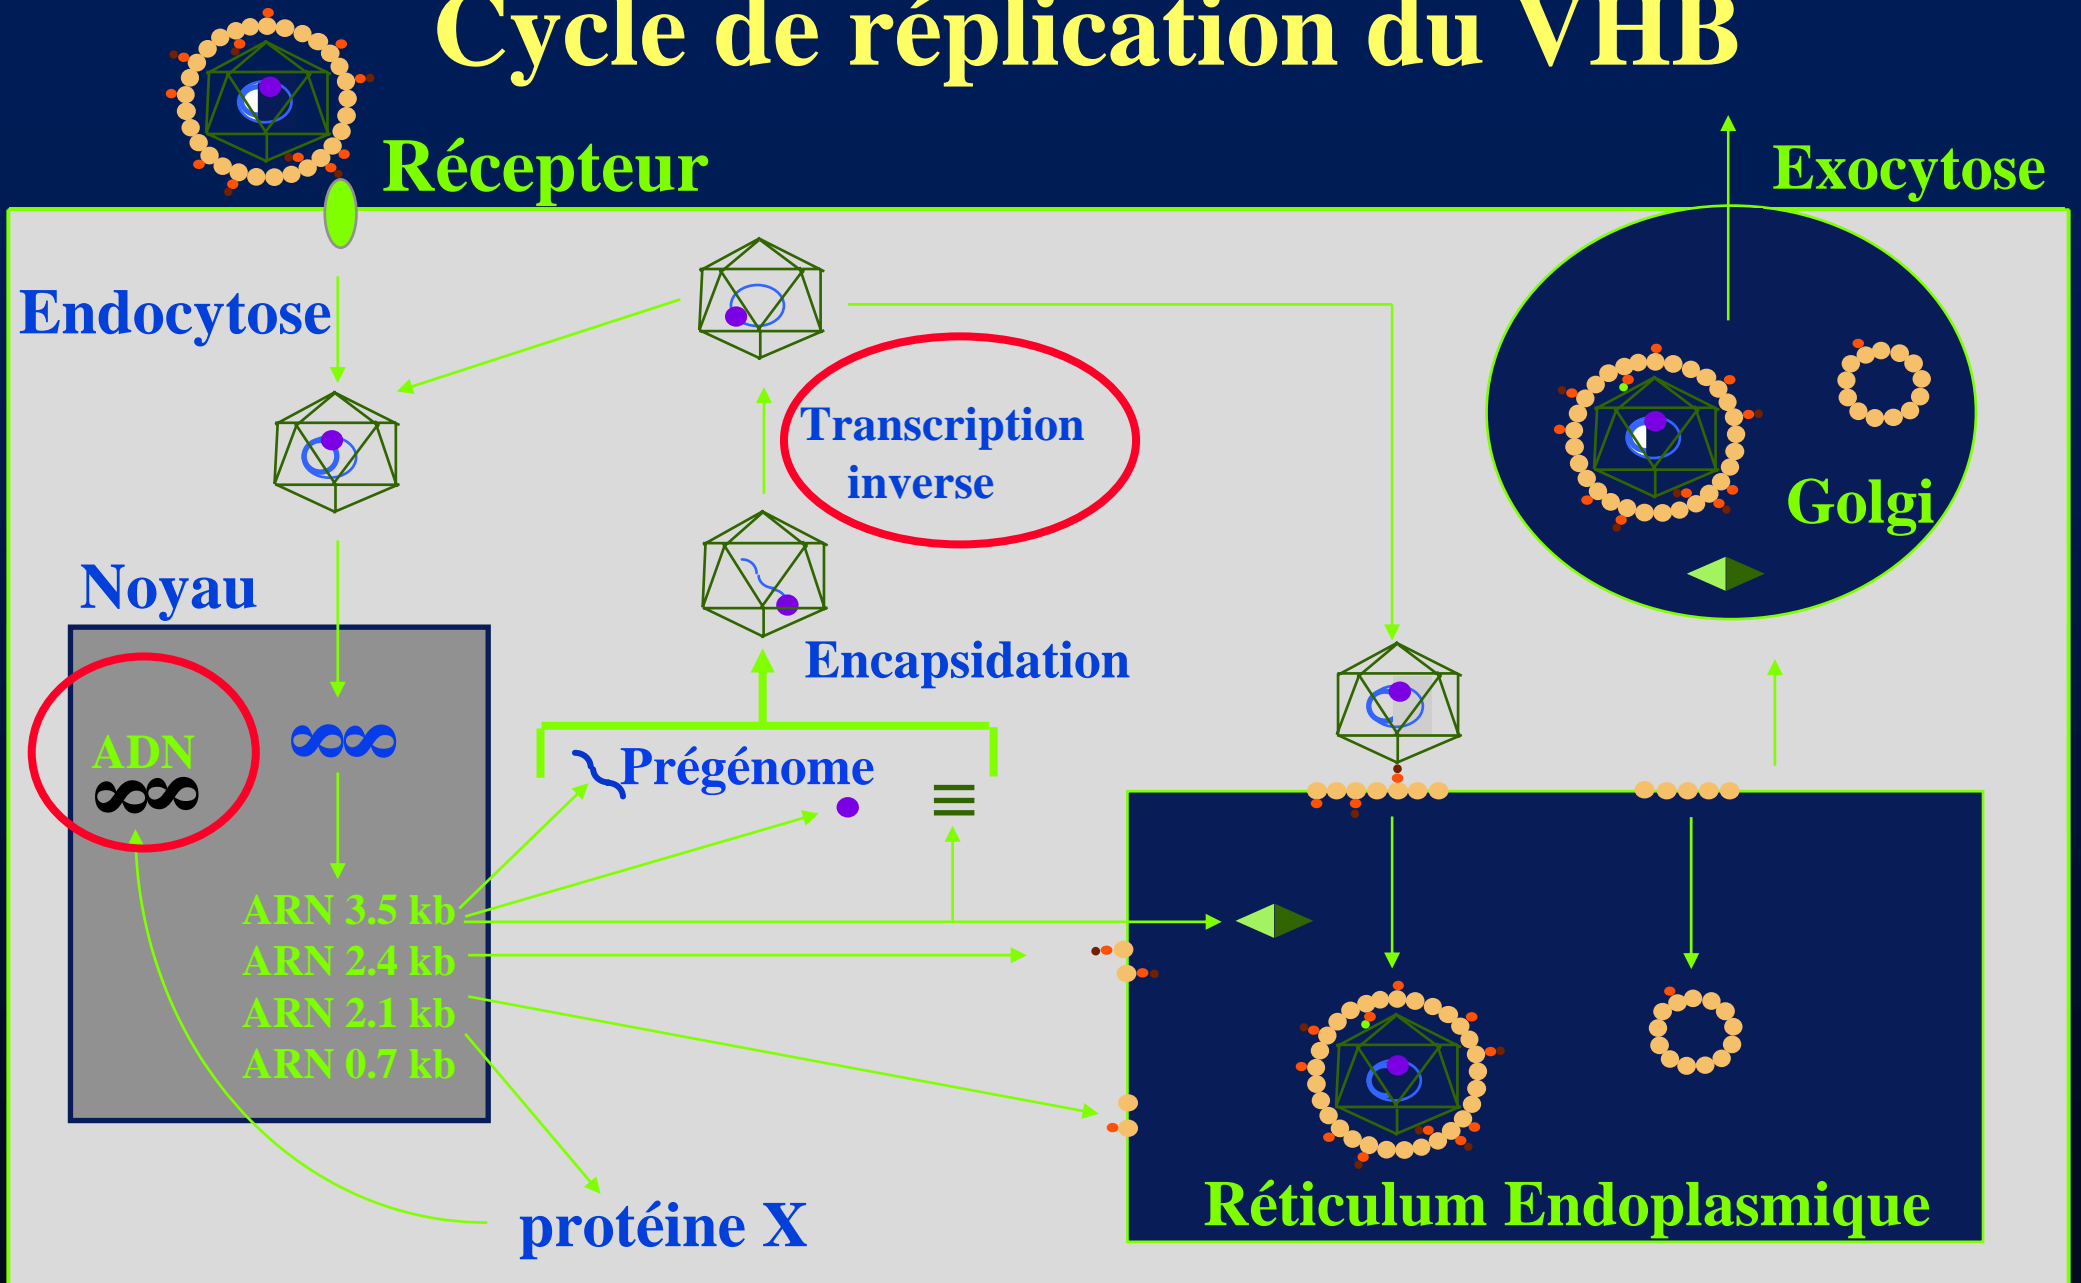 Cycle de réplication du VHB
Récepteur
Exocytose
Endocytose
Transcription
inverse
Golgi
Noyau
Encapsidation
ADN
Prégénome
ARN 3.5 kb
ARN 2.4 kb
ARN 2.1 kb
ARN 0.7 kb
Réticulum Endoplasmique
protéine X